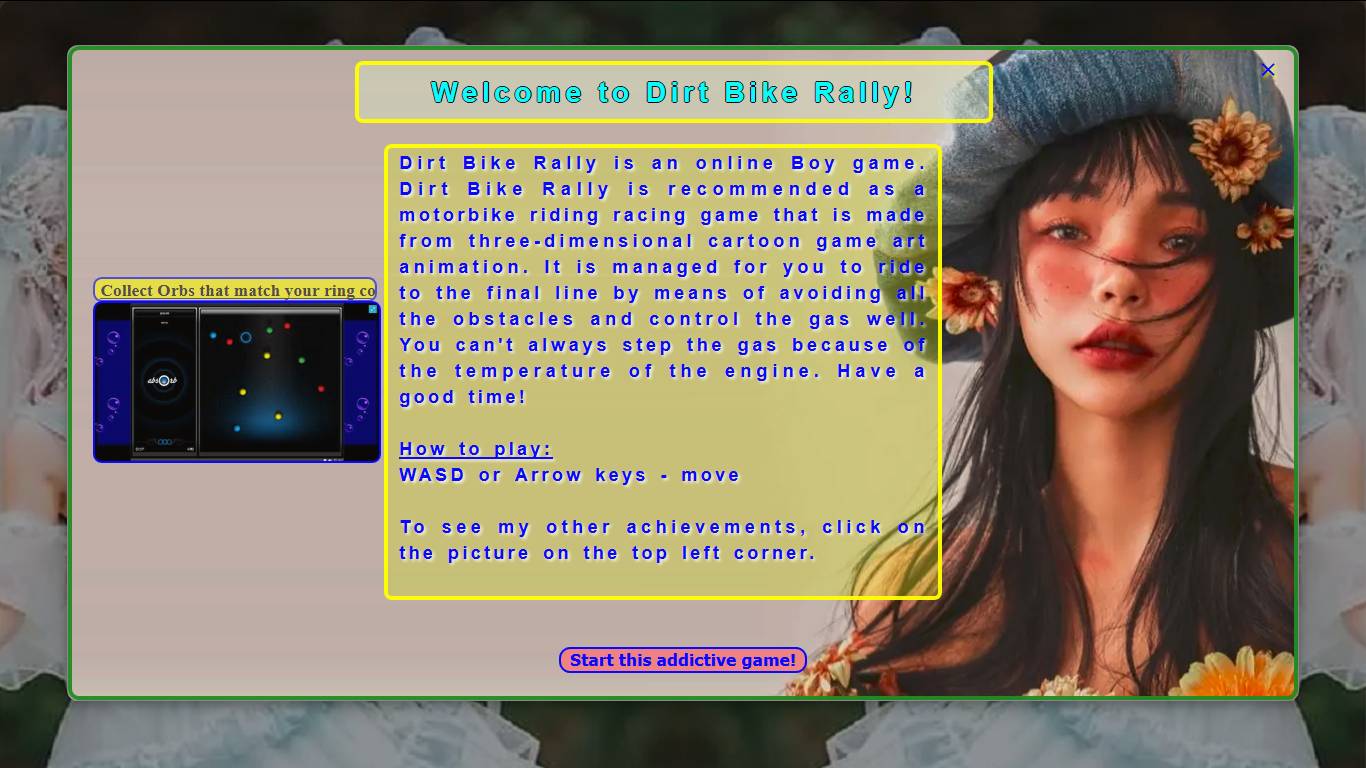 Welcome to Dirt Bike Rally!
Dirt Bike Rally is an online Boy game.
Dirt Bike Rally is recommended as a
motorbike riding racing game that is made
from three-dimensional cartoon game art
animation. It is managed for you to ride
to the final line by means of avoiding all
the obstacles and control the gas well.
You can't always step the gas because of
the temperature of the engine. Have a
good time!
How to play:
WASD or Arrow keys - move
To see my other achievements, click on
the picture on the top left corner.
Collect Orbs that match your ring co
absorb
Start this addictive game!